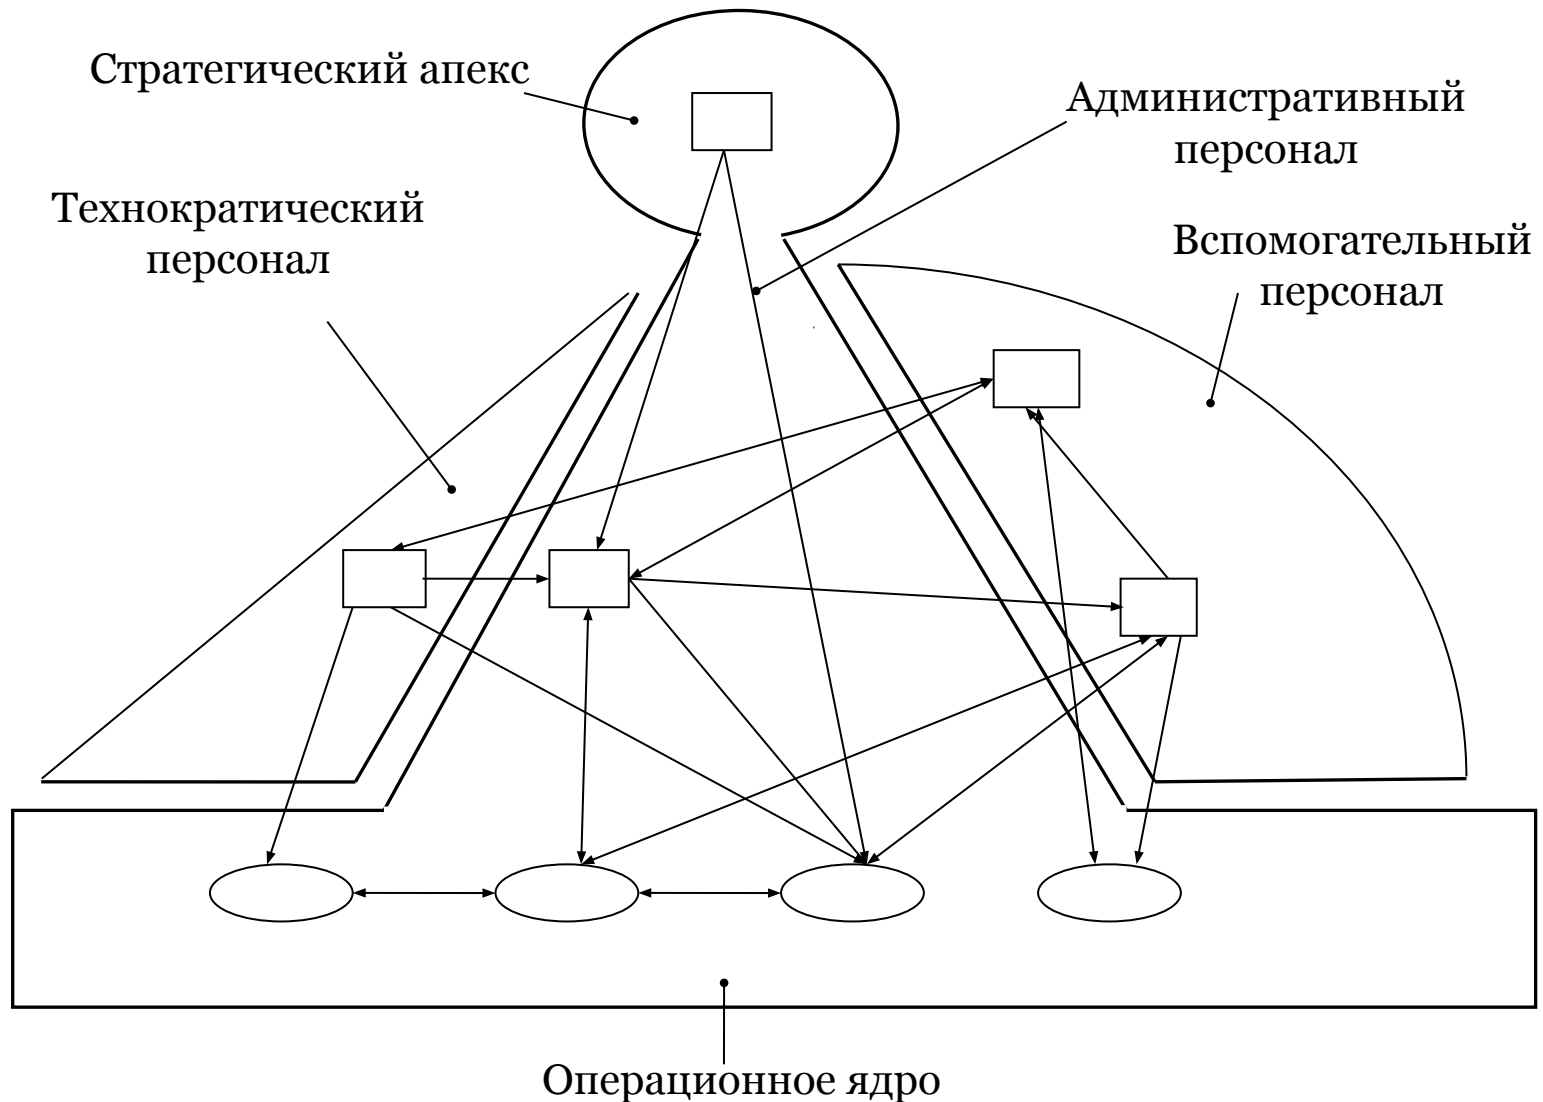 Стратегический апекс
Административный
персонал
Технократический
персонал
Вспомогательный
персонал
Операционное ядро